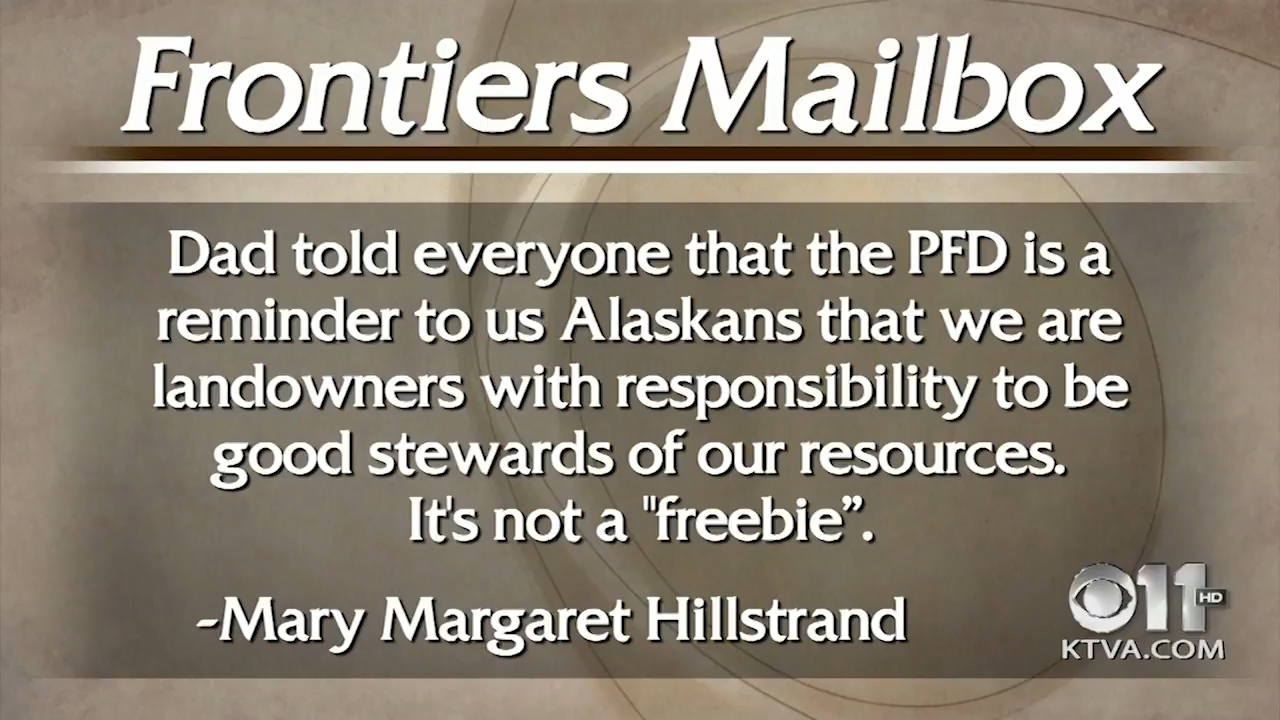 Frontiers Mailbox
Dad told everyone that the PFD is a
reminder to us Alaskans that we are
landowners with responsibility to be
good stewards of our resources.
It's not a "freebie”.
-Mary Margaret Hillstrand
11 HD
KTVA.COM